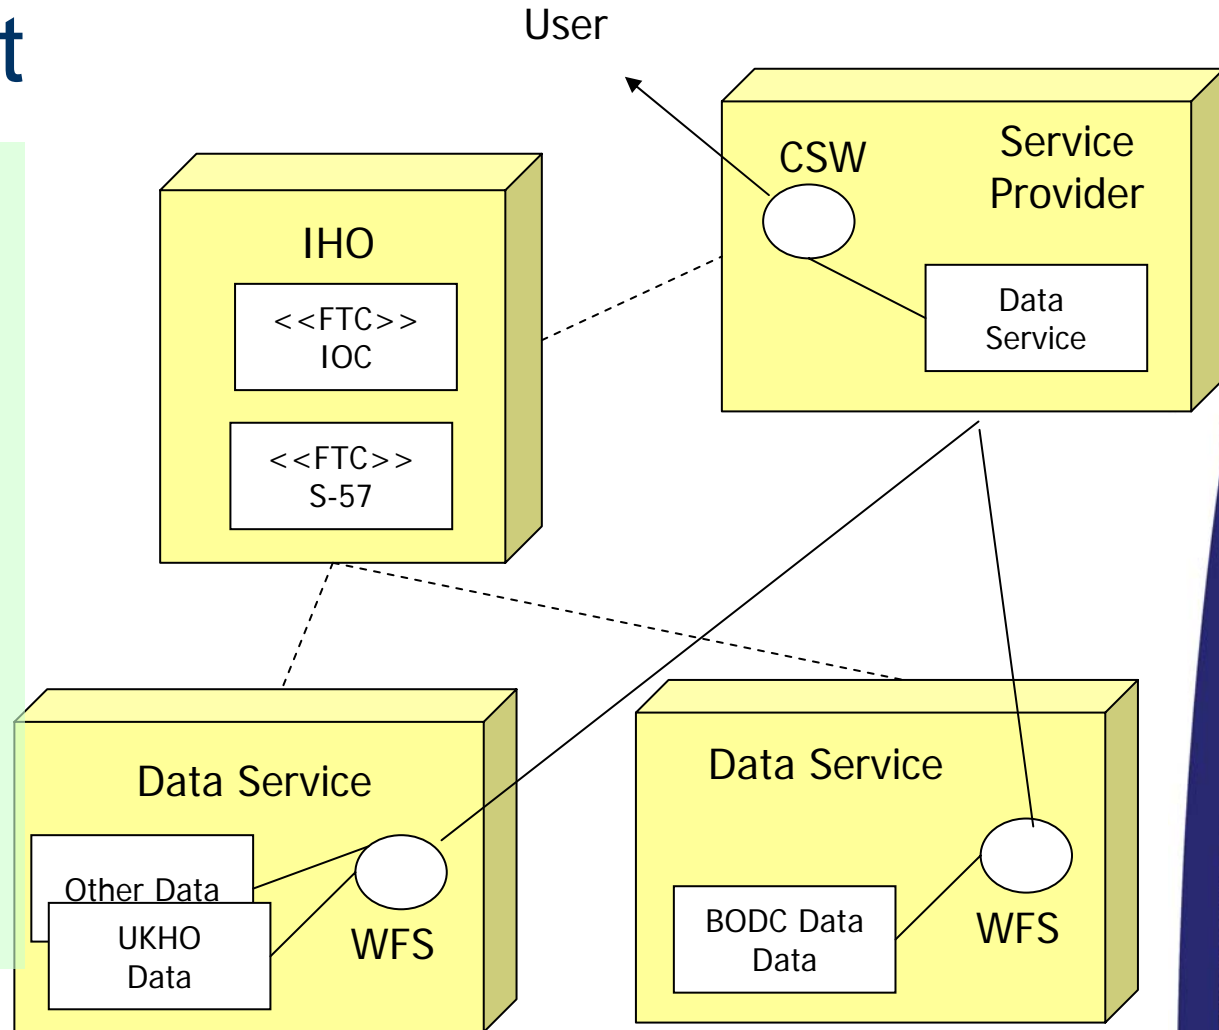 t
User
CSW
Service
Provider
Data
Service
IHO
<<FTC>>
IOC
<<FTC>>
S-57
Data Service
Other Data
UKHO
Data
WFS
Data Service
BODC Data
Data
WFS